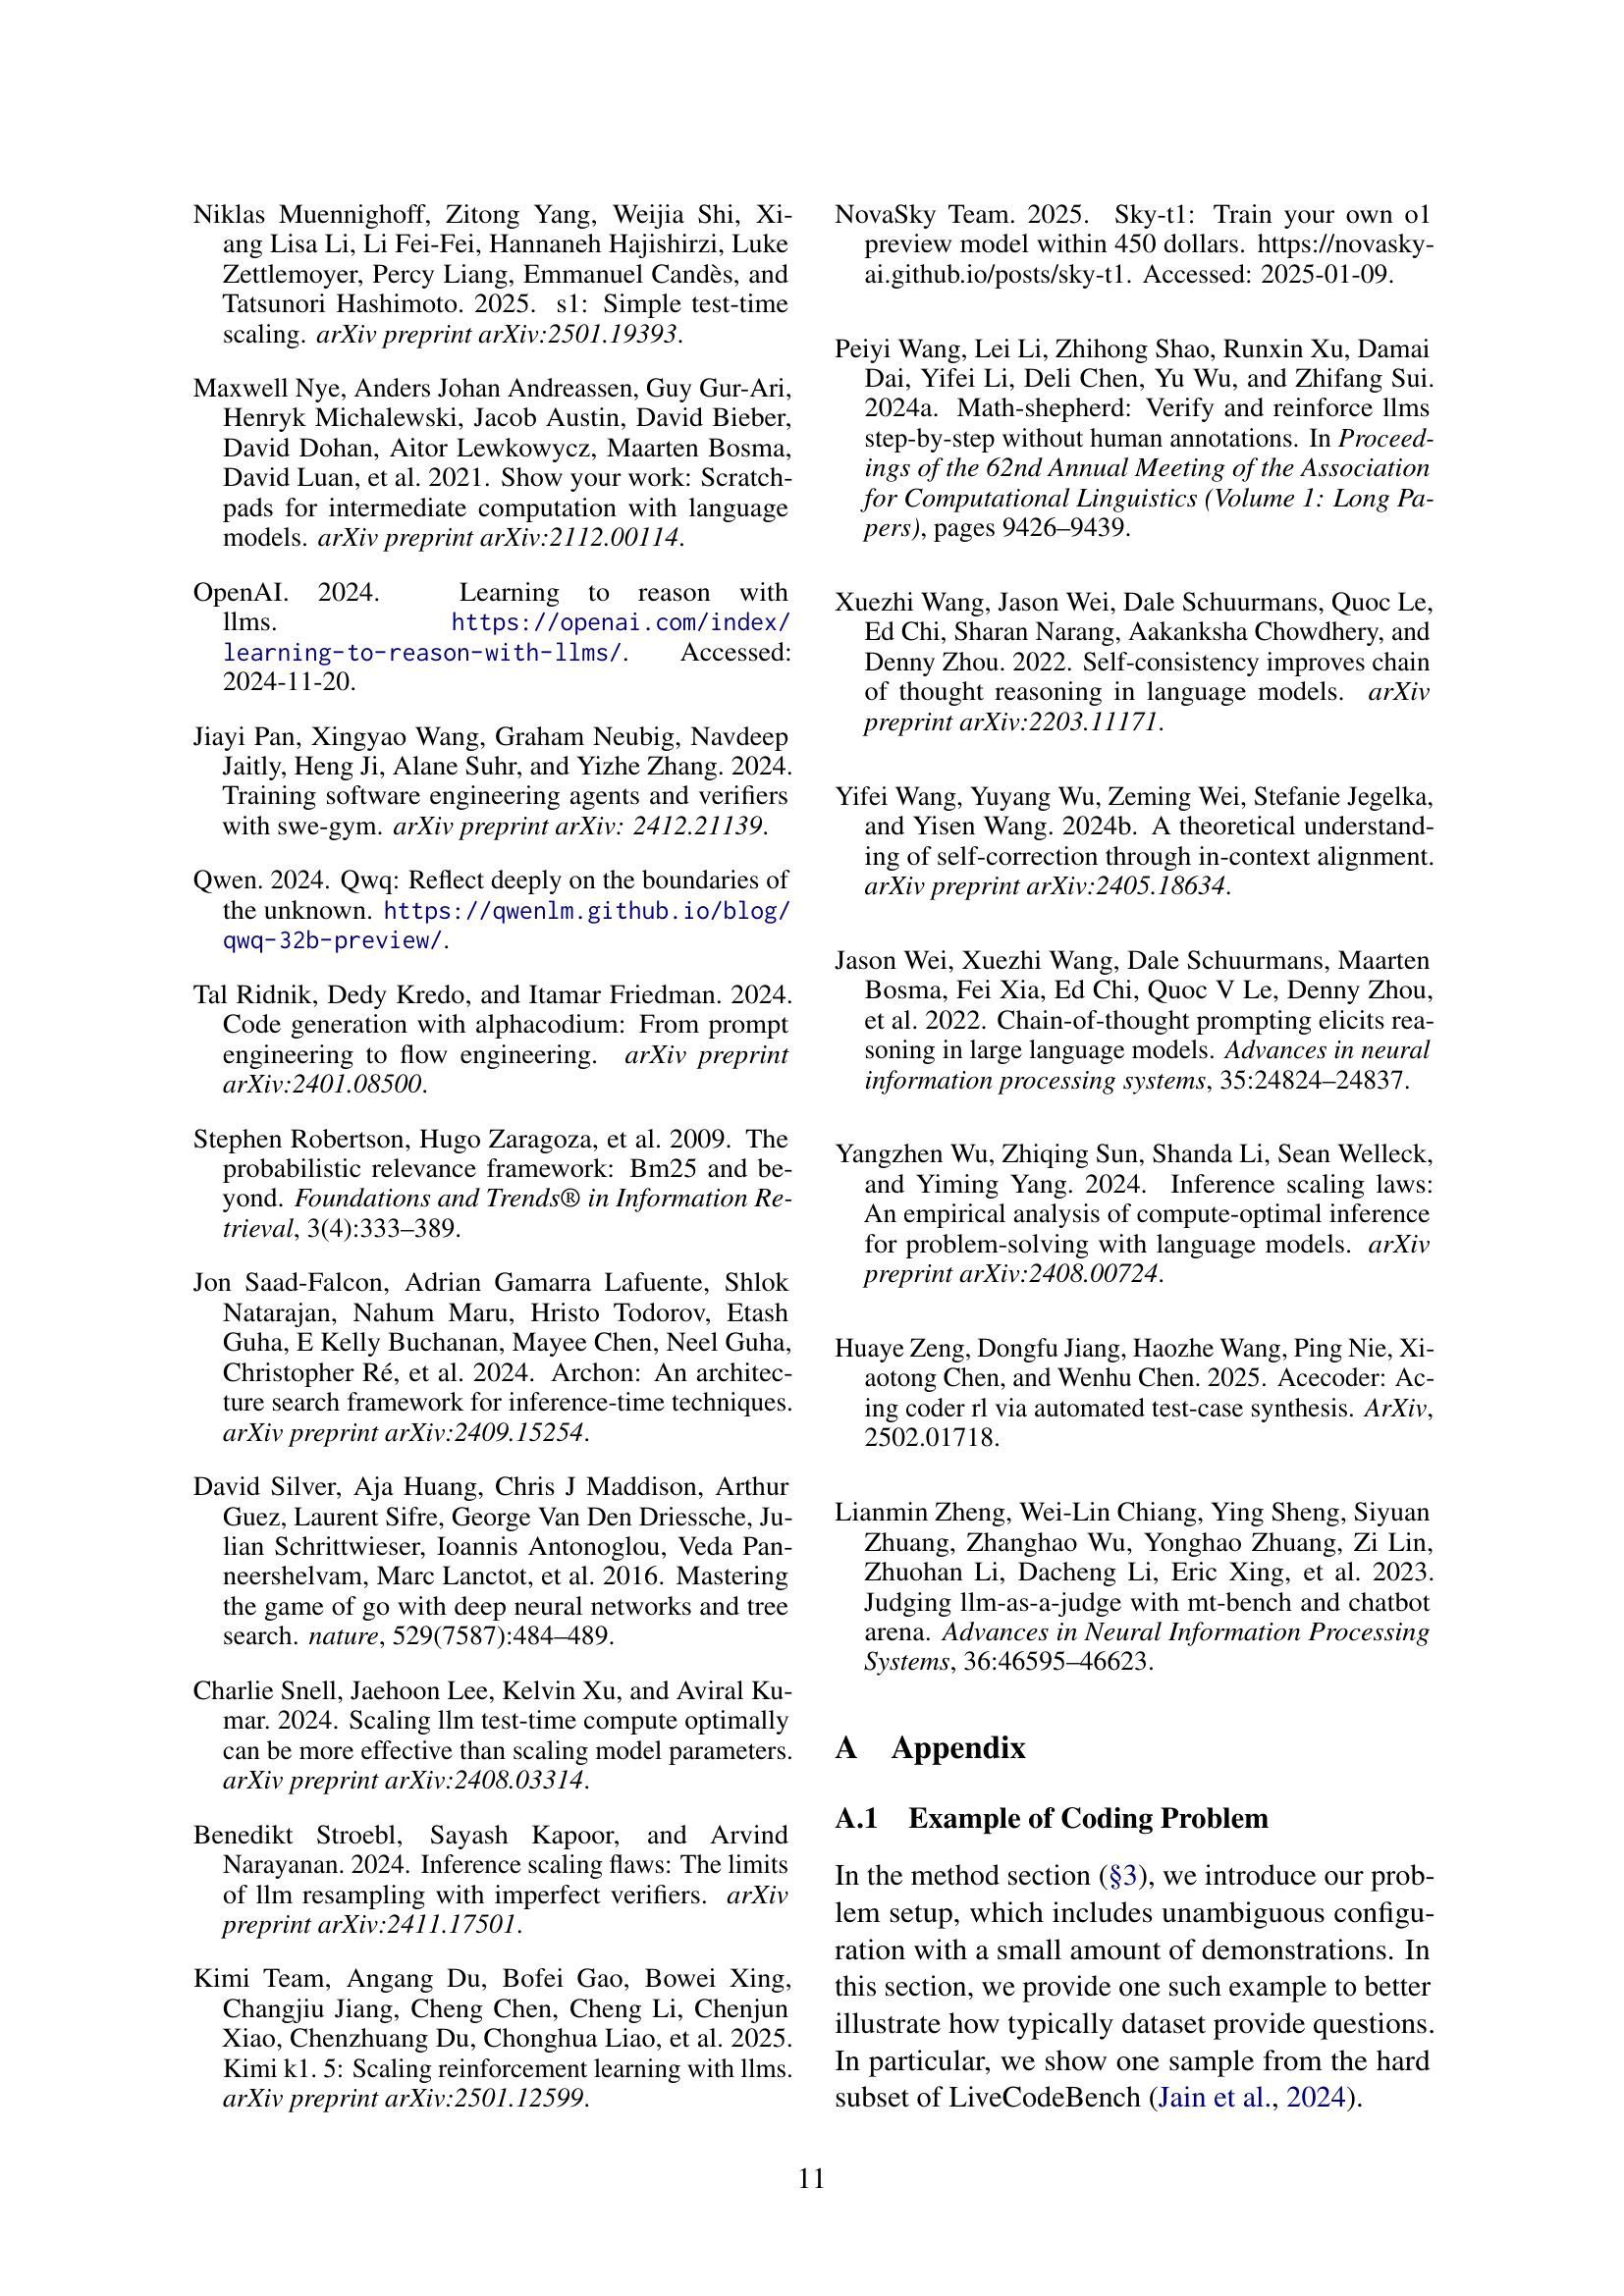 Niklas Muennighoff, Zitong Yang, Weijia Shi, Xi-
ang Lisa Li, Li Fei-Fei, Hannaneh Hajishirzi, Luke
Zettlemoyer, Percy Liang, Emmanuel Candès, and
Tatsunori Hashimoto. 2025. s1: Simple test-time
scaling. arXiv preprint arXiv:2501.19393.
Maxwell Nye, Anders Johan Andreassen, Guy Gur-Ari,
Henryk Michalewski, Jacob Austin, David Bieber,
David Dohan, Aitor Lewkowycz, Maarten Bosma,
David Luan, et al. 2021. Show your work: Scratch-
pads for intermediate computation with language
models. arXiv preprint arXiv:2112.00114.
OpenAI. 2024. Learning to reason with
llms. https://openai.com/index/
learning-to-reason-with-llms/. Accessed:
2024-11-20.
Jiayi Pan, Xingyao Wang, Graham Neubig, Navdeep
Jaitly, Heng Ji, Alane Suhr, and Yizhe Zhang. 2024.
Training software engineering agents and verifiers
with swe-gym. arXiv preprint arXiv: 2412.21139.
Qwen. 2024. Qwq: Reflect deeply on the boundaries of
the unknown. https://qwenlm.github.io/blog/
qwq-32b-preview/.
Tal Ridnik, Dedy Kredo, and Itamar Friedman. 2024.
Code generation with alphacodium: From prompt
engineering to flow engineering. arXiv preprint
arXiv:2401.08500.
Stephen Robertson, Hugo Zaragoza, et al. 2009. The
probabilistic relevance framework: Bm25 and be-
yond. Foundations and Trends® in Information Re-
trieval, 3(4):333–389.
Jon Saad-Falcon, Adrian Gamarra Lafuente, Shlok
Natarajan, Nahum Maru, Hristo Todorov, Etash
Guha, E Kelly Buchanan, Mayee Chen, Neel Guha,
Christopher Ré, et al. 2024. Archon: An architec-
ture search framework for inference-time techniques.
arXiv preprint arXiv:2409.15254.
David Silver, Aja Huang, Chris J Maddison, Arthur
Guez, Laurent Sifre, George Van Den Driessche, Ju-
lian Schrittwieser, Ioannis Antonoglou, Veda Pan-
neershelvam, Marc Lanctot, et al. 2016. Mastering
the game of go with deep neural networks and tree
search. nature, 529(7587):484–489.
Charlie Snell, Jaehoon Lee, Kelvin Xu, and Aviral Ku-
mar. 2024. Scaling llm test-time compute optimally
can be more effective than scaling model parameters.
arXiv preprint arXiv:2408.03314.
Benedikt Stroebl, Sayash Kapoor, and Arvind
Narayanan. 2024. Inference scaling flaws: The limits
of llm resampling with imperfect verifiers. arXiv
preprint arXiv:2411.17501.
Kimi Team, Angang Du, Bofei Gao, Bowei Xing,
Changjiu Jiang, Cheng Chen, Cheng Li, Chenjun
Xiao, Chenzhuang Du, Chonghua Liao, et al. 2025.
Kimi k1. 5: Scaling reinforcement learning with llms.
arXiv preprint arXiv:2501.12599.
NovaSky Team. 2025. Sky-t1: Train your own o1
preview model within 450 dollars. https://novasky-
ai.github.io/posts/sky-t1. Accessed: 2025-01-09.
Peiyi Wang, Lei Li, Zhihong Shao, Runxin Xu, Damai
Dai, Yifei Li, Deli Chen, Yu Wu, and Zhifang Sui.
2024a. Math-shepherd: Verify and reinforce llms
step-by-step without human annotations. In Proceed-
ings of the 62nd Annual Meeting of the Association
for Computational Linguistics (Volume 1: Long Pa-
pers), pages 9426–9439.
Xuezhi Wang, Jason Wei, Dale Schuurmans, Quoc Le,
Ed Chi, Sharan Narang, Aakanksha Chowdhery, and
Denny Zhou. 2022. Self-consistency improves chain
of thought reasoning in language models. arXiv
preprint arXiv:2203.11171.
Yifei Wang, Yuyang Wu, Zeming Wei, Stefanie Jegelka,
and Yisen Wang. 2024b. A theoretical understand-
ing of self-correction through in-context alignment.
arXiv preprint arXiv:2405.18634.
Jason Wei, Xuezhi Wang, Dale Schuurmans, Maarten
Bosma, Fei Xia, Ed Chi, Quoc V Le, Denny Zhou,
et al. 2022. Chain-of-thought prompting elicits rea-
soning in large language models. Advances in neural
information processing systems, 35:24824–24837.
Yangzhen Wu, Zhiqing Sun, Shanda Li, Sean Welleck,
and Yiming Yang. 2024. Inference scaling laws:
An empirical analysis of compute-optimal inference
for problem-solving with language models. arXiv
preprint arXiv:2408.00724.
Huaye Zeng, Dongfu Jiang, Haozhe Wang, Ping Nie, Xi-
aotong Chen, and Wenhu Chen. 2025. Acecoder: Ac-
ing coder rl via automated test-case synthesis. ArXiv,
2502.01718.
Lianmin Zheng, Wei-Lin Chiang, Ying Sheng, Siyuan
Zhuang, Zhanghao Wu, Yonghao Zhuang, Zi Lin,
Zhuohan Li, Dacheng Li, Eric Xing, et al. 2023.
Judging llm-as-a-judge with mt-bench and chatbot
arena. Advances in Neural Information Processing
Systems, 36:46595–46623.
A Appendix
A.1 Example of Coding Problem
In the method section (§3), we introduce our prob-
lem setup, which includes unambiguous configu-
ration with a small amount of demonstrations. In
this section, we provide one such example to better
illustrate how typically dataset provide questions.
In particular, we show one sample from the hard
subset of LiveCodeBench (Jain et al., 2024).
11